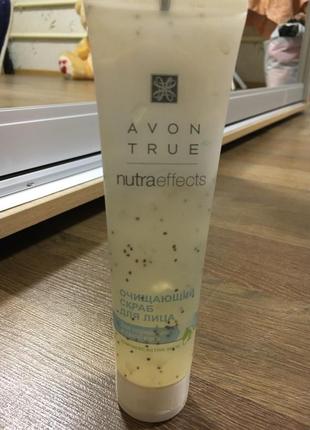 AVON
TRUE
nutraeffects
ОЧИЩАЮЩИЙ
СКРАБ
ДЛЯ ЛИЦА